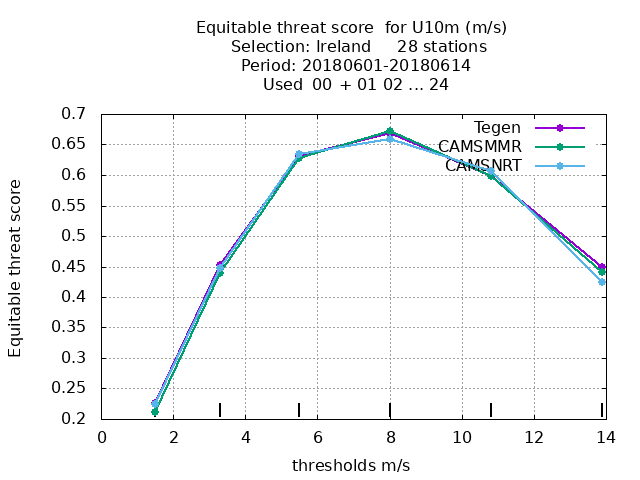 Equitable threat score for U10m (m/s)
Selection: Ireland 28 stations
Period: 20180601-20180614
Used 00 + 01 02 ... 24
0.7
0.65
0.6
0.55
0.5
0.45
0.4
0.35
0.3
0.25
0.2
Equitable threat score
Tegen
CAMSMMR
CAMSNRT
0 2 4 6 8 10 12 14
thresholds m/s